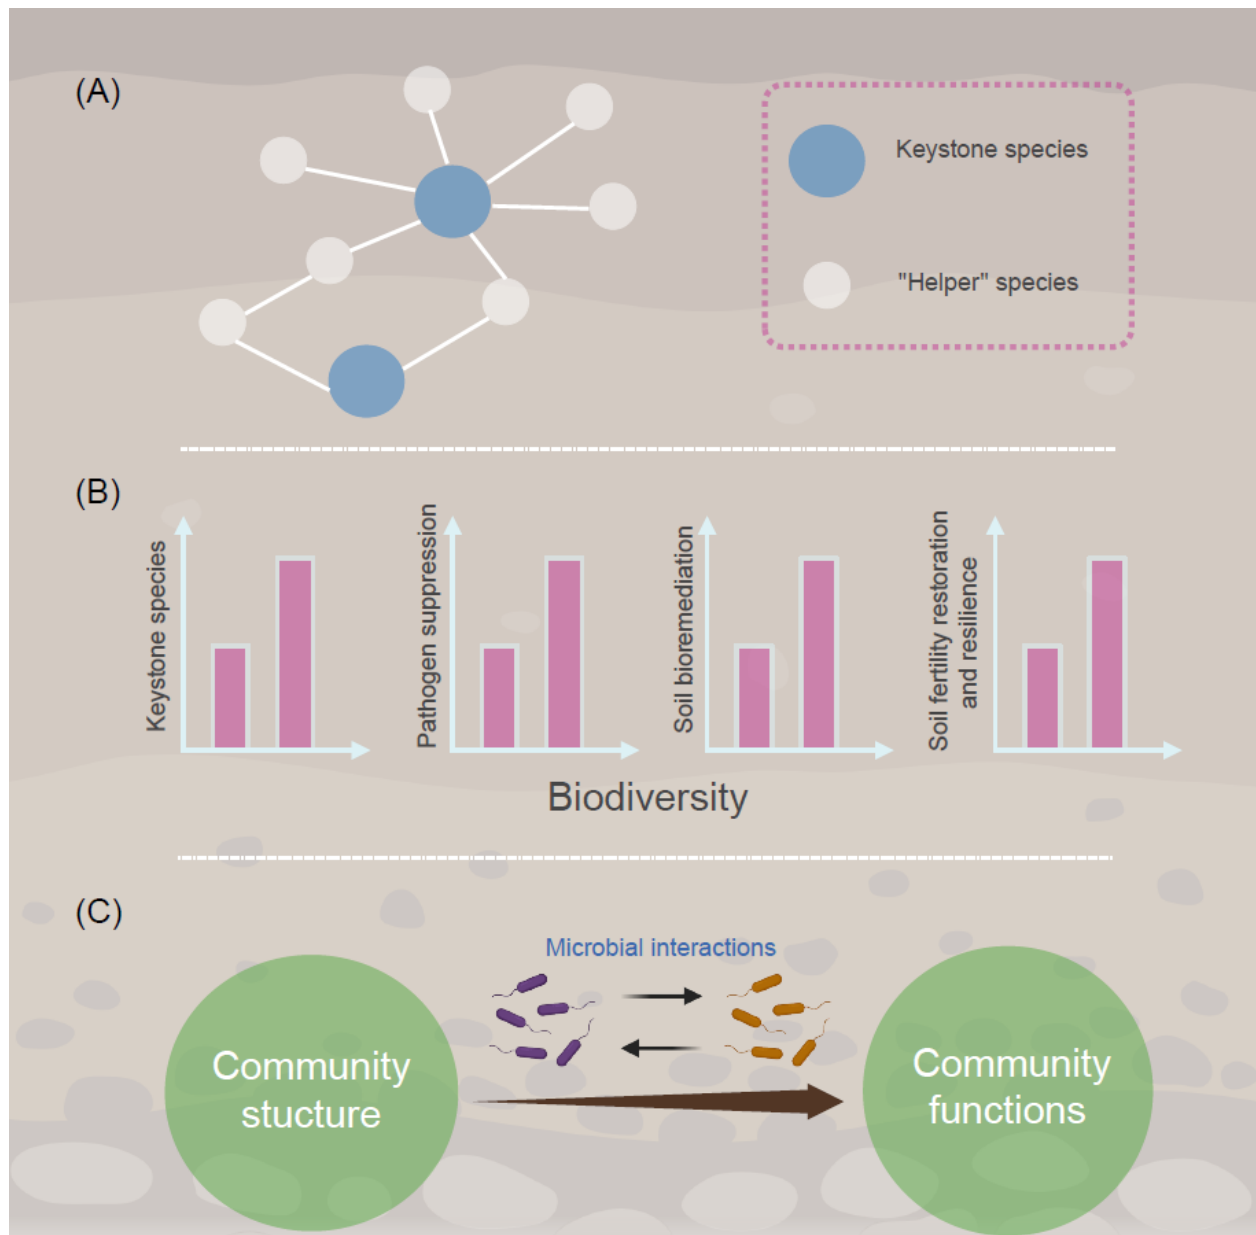 (A)
Keystone species
"Helper" species
(B)
Keystone species
Pathogen suppression
Soil bioremediation
Soil fertility restoration
and resilience
Biodiversity
(C)
Microbial interactions
Community
stucture
Community
functions